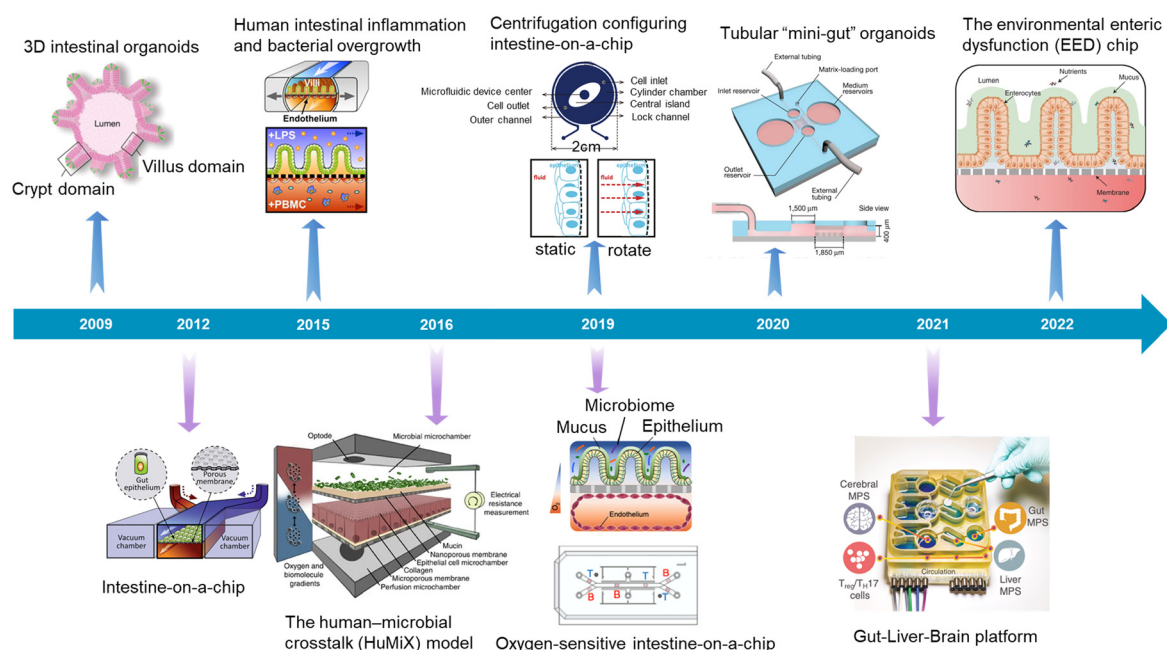 3D intestinal organoids
Lumen
Villus domain
Crypt domain
Human intestinal inflammation
and bacterial overgrowth
Villi
Endothelium
+LPS
+PBMC
Centrifugation configuring
intestine-on-a-chip
Microfluidic device center
Cell outlet
Outer channel
Cell inlet
Cylinder chamber
Central island
Lock channel
2cm
epithelium
fluid
epithelium
fluid
static
rotate
Tubular “mini-gut” organoids
External tubing
Matrix-loading port
Inlet reservoir
Medium
reservoirs
Outlet
reservoir
External
tubing
1,500 µm
Side view
400 µm
1,850 µm
The environmental enteric
dysfunction (EED) chip
Lumen
Nutrients
Mucus
Enterocytes
Membrane
2009
2012
2015
2016
2019
2020
2021
2022
Gut
epithelium
Porous
membrane
Vacuum
chamber
Vacuum
chamber
Intestine-on-a-chip
Optode
Microbial microchamber
Electrical
resistance
measurement
Mucin
Nanoporous membrane
Epithelial cell microchamber
Collagen
Microporous membrane
Perfusion microchamber
Oxygen and
biomolecule
gradients
The human–microbial
crosstalk (HuMiX) model
Microbiome
Mucus
Epithelium
Endothelium
T
T
B
B
B
T
Oxygen-sensitive intestine-on-a-chip
Cerebral
MPS
Gut
MPS
Treg/TH17
cells
Liver
MPS
Circulation
Gut-Liver-Brain platform